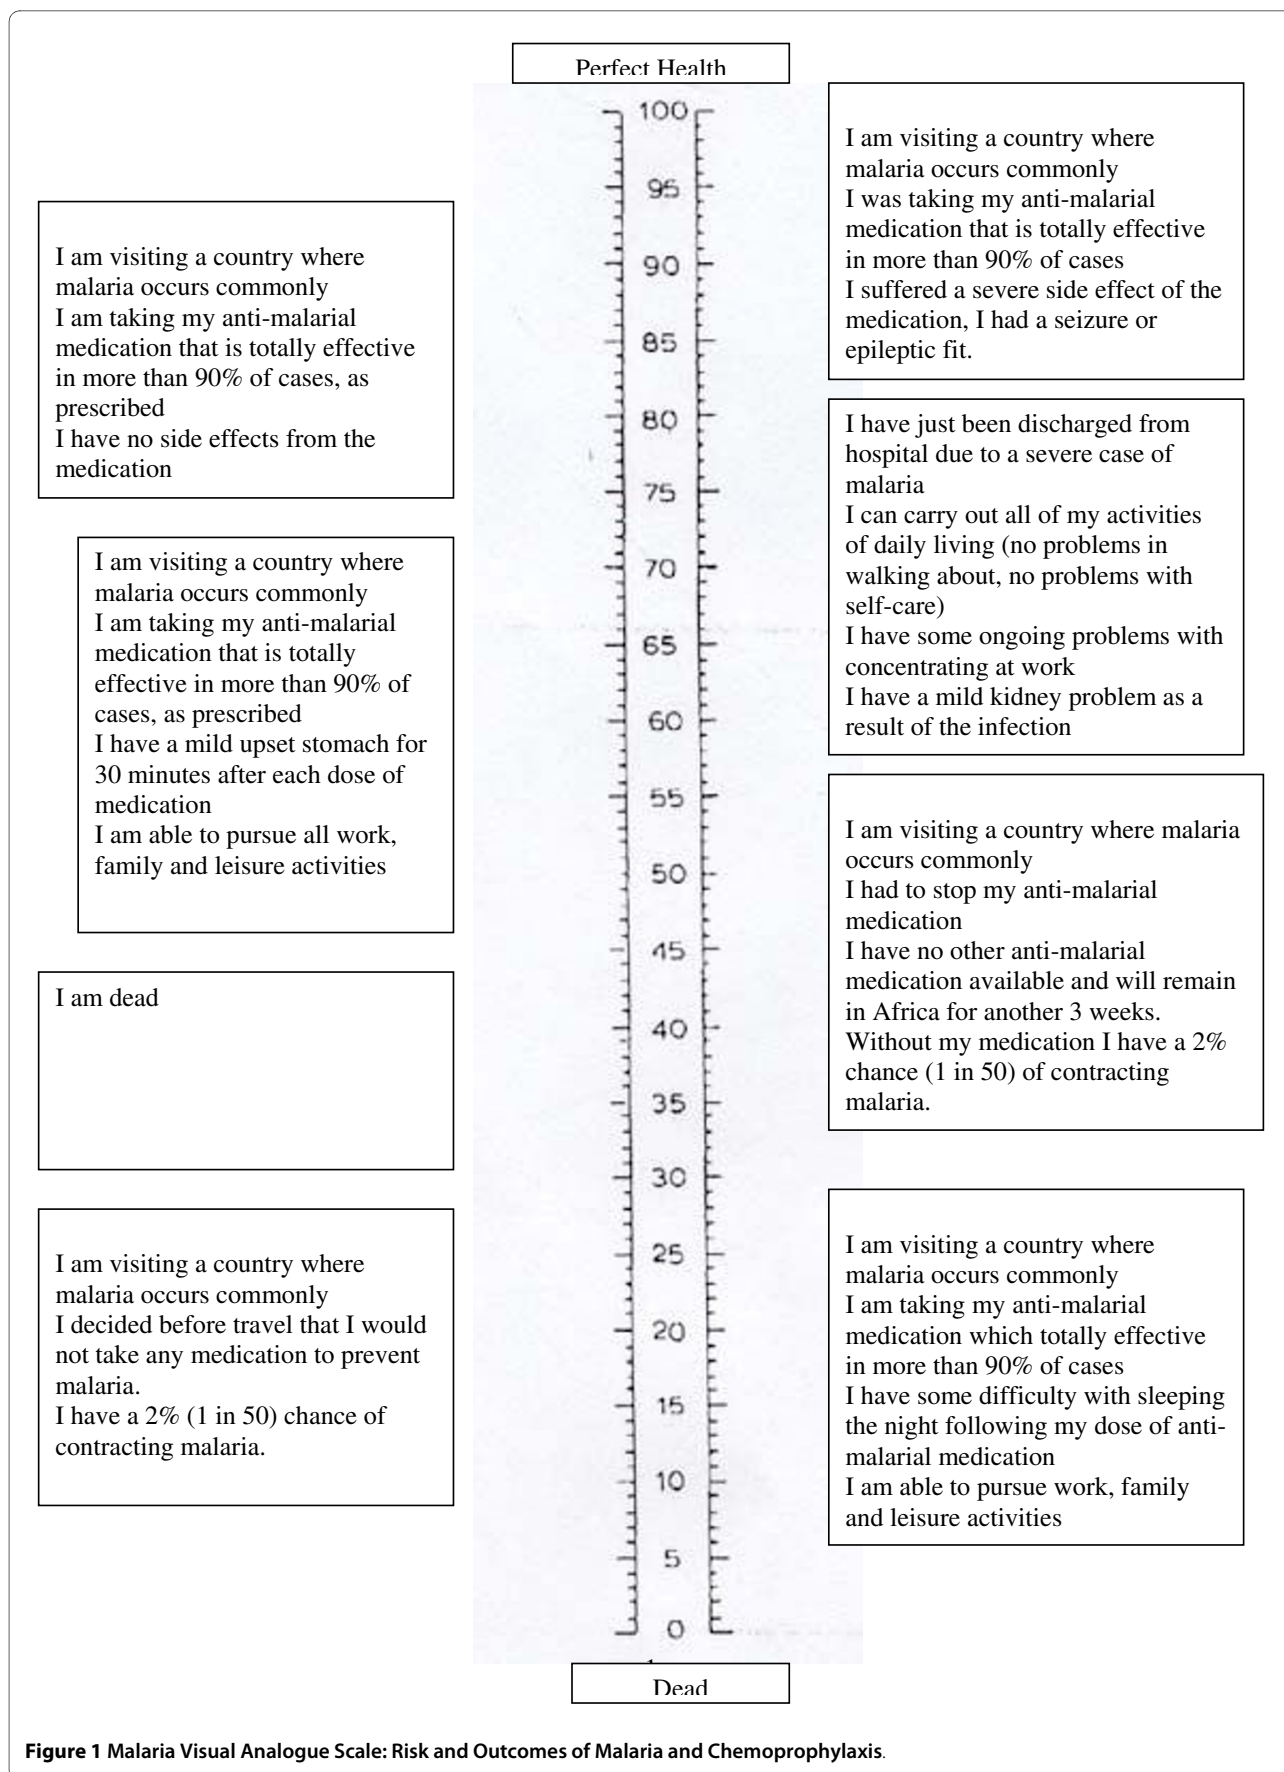 Perfect Health
I am visiting a country where
malaria occurs commonly
I am taking my anti-malarial
medication that is totally effective
in more than 90% of cases, as
prescribed
I have no side effects from the
medication
I am visiting a country where
malaria occurs commonly
I am taking my anti-malarial
medication that is totally
effective in more than 90% of
cases, as prescribed
I have a mild upset stomach for
30 minutes after each dose of
medication
I am able to pursue all work,
family and leisure activities
I am dead
I am visiting a country where
malaria occurs commonly
I decided before travel that I would
not take any medication to prevent
malaria.
I have a 2% (1 in 50) chance of
contracting malaria.
100
95
90
85
80
75
70
65
60
55
50
45
40
35
30
25
20
15
10
5
0
I am visiting a country where
malaria occurs commonly
I was taking my anti-malarial
medication that is totally effective
in more than 90% of cases
I suffered a severe side effect of the
medication, I had a seizure or
epileptic fit.
I have just been discharged from
hospital due to a severe case of
malaria
I can carry out all of my activities
of daily living (no problems in
walking about, no problems with
self-care)
I have some ongoing problems with
concentrating at work
I have a mild kidney problem as a
result of the infection
I am visiting a country where malaria
occurs commonly
I had to stop my anti-malarial
medication
I have no other anti-malarial
medication available and will remain
in Africa for another 3 weeks.
Without my medication I have a 2%
chance (1 in 50) of contracting
malaria.
I am visiting a country where
malaria occurs commonly
I am taking my anti-malarial
medication which totally effective
in more than 90% of cases
I have some difficulty with sleeping
the night following my dose of anti-
malarial medication
I am able to pursue work, family
and leisure activities
Dead
Figure 1 Malaria Visual Analogue Scale: Risk and Outcomes of Malaria and Chemoprophylaxis.